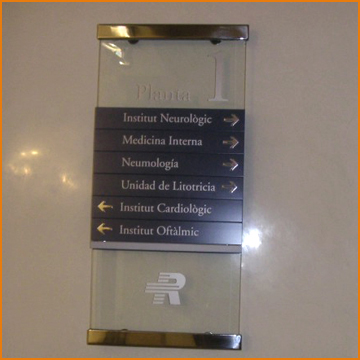 Planta 1
Institut Neurològic
Medicina Interna
Neumología
Unidad de Litotricia
Institut Cardiològic
Institut Oftàlmic
R